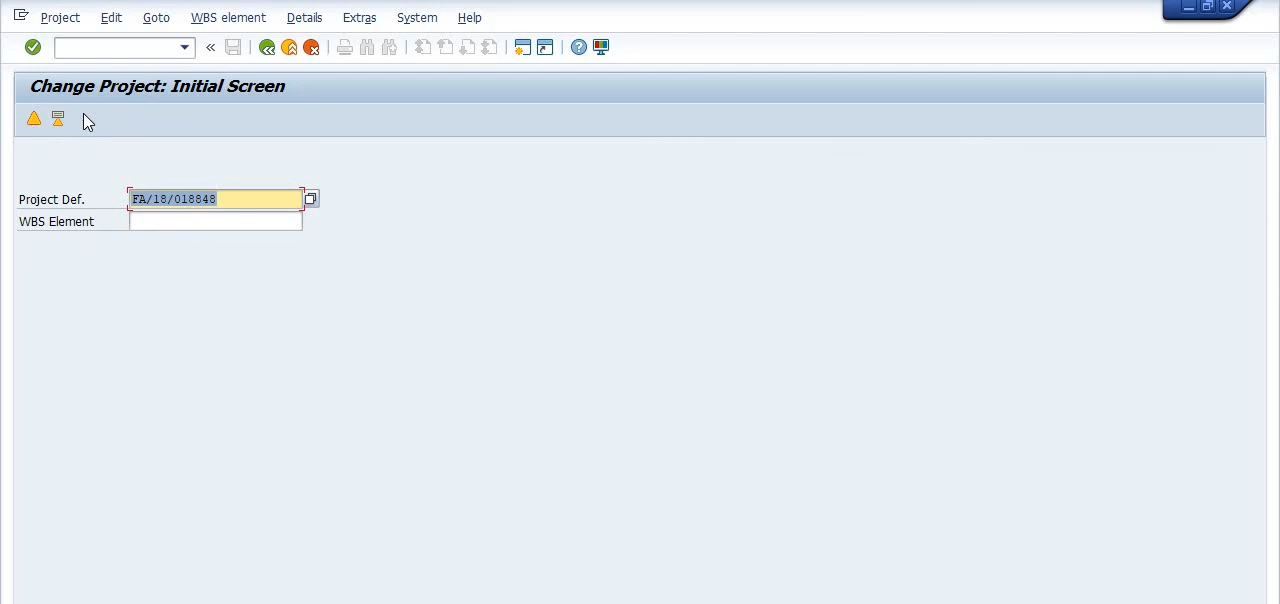 Project Edit Goto WBS element Details Extras System Help
Change Project: Initial Screen
Project Def. FA/18/018848
WBS Element